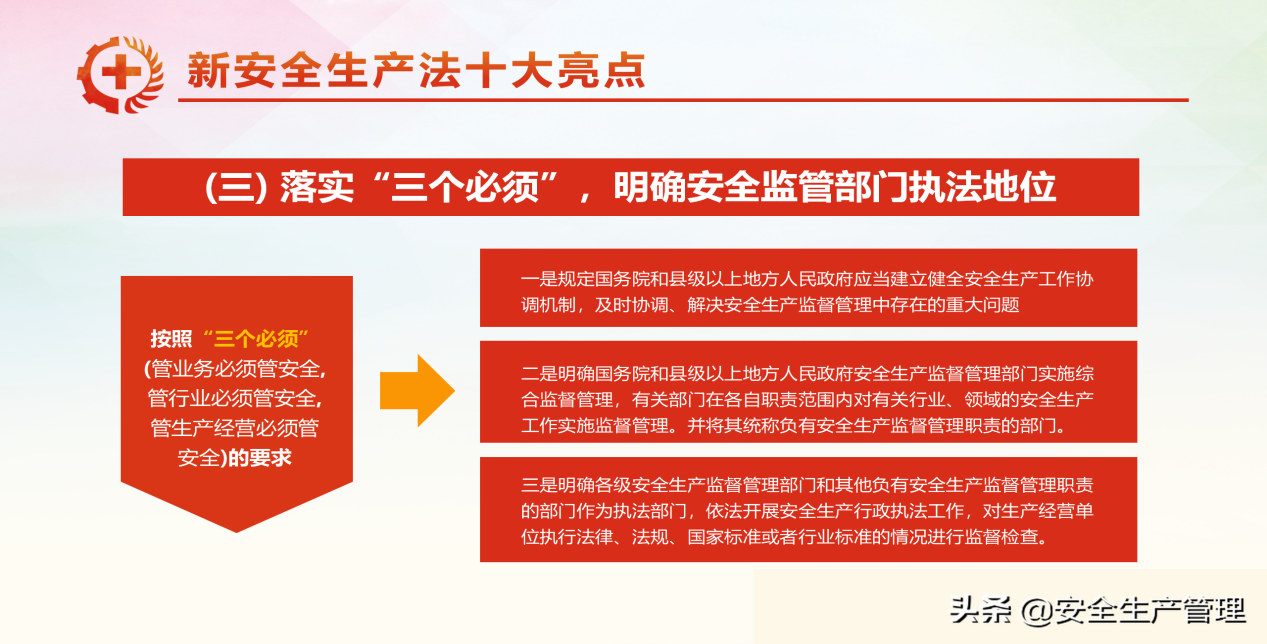 新安全生产法十大亮点
(三) 落实“三个必须”，明确安全监管部门执法地位
按照“三个必须”
(管业务必须管安全,
管行业必须管安全,
管生产经营必须管
安全)的要求
一是规定国务院和县级以上地方人民政府应当建立健全安全生产工作协
调机制，及时协调、解决安全生产监督管理中存在的重大问题
二是明确国务院和县级以上地方人民政府安全生产监督管理部门实施综
合监督管理，有关部门在各自职责范围内对有关行业、领域的安全生产
工作实施监督管理。并将其统称负有安全生产监督管理职责的部门。
三是明确各级安全生产监督管理部门和其他负有安全生产监督管理职责
的部门作为执法部门，依法开展安全生产行政执法工作，对生产经营单
位执行法律、法规、国家标准或者行业标准的情况进行监督检查。
头条 @安全生产管理